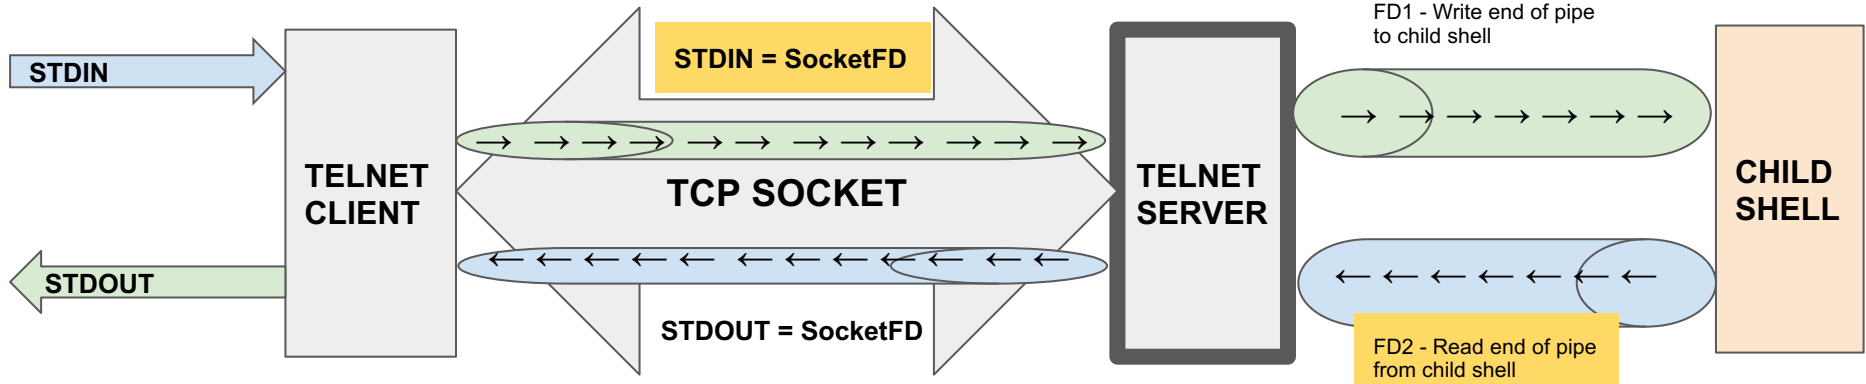 STDIN
STDOUT
TELNET
CLIENT
STDIN = SocketFD
→ → → → → → → → → → → →
TCP SOCKET
← ← ← ← ← ← ← ← ← ← ← ←
STDOUT = SocketFD
TELNET
SERVER
FD1 - Write end of pipe
to child shell
→ → → → → → →
← ← ← ← ← ← ←
FD2 - Read end of pipe
from child shell
CHILD
SHELL